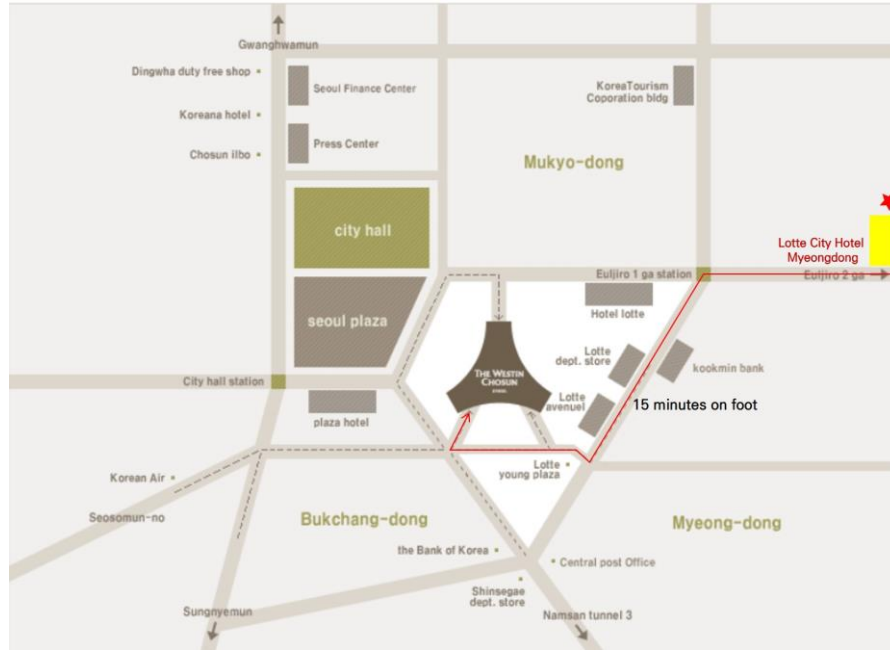 Gwanghwamun
Dingwha duty free shop
Seoul Finance Center
Koreana hotel
Press Center
Chosun ilbo
KoreaTourism
Coporation bldg
Mukyo-dong
city hall
seoul plaza
Lotte City Hotel
Myeongdong
Euljiro 1 ga station
Euljiro 2 ga
Hotel lotte
THE WESTIN
CHOSUN
Lotte
dept. store
kookmin bank
City hall station
plaza hotel
Lotte
avenuel
15 minutes on foot
Lotte
young plaza
Korean Air
Seosomun-no
Bukchang-dong
Myeong-dong
the Bank of Korea
Central post Office
Shinsegae
dept. store
Sungnyemun
Namsan tunnel 3